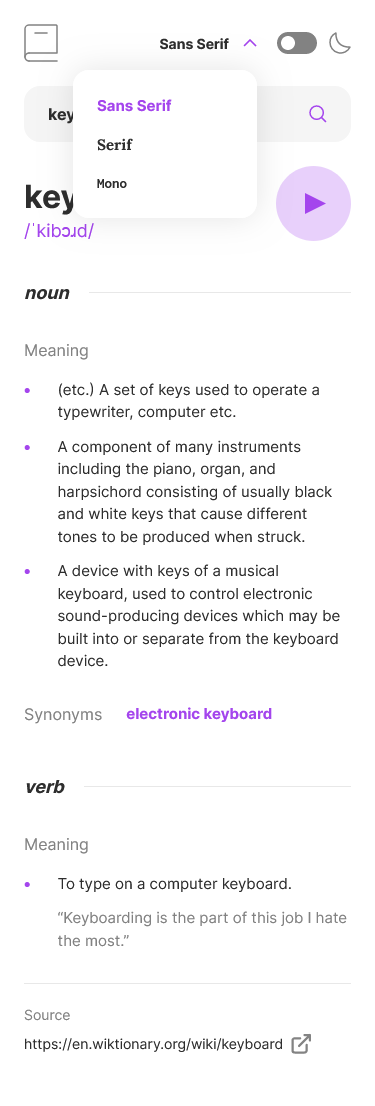 Sans Serif
Sans Serif
Serif
Mono
key
key
/ˈkibɔɹd/
noun
Meaning
(etc.) A set of keys used to operate a
typewriter, computer etc.
A component of many instruments
including the piano, organ, and
harpsichord consisting of usually black
and white keys that cause different
tones to be produced when struck.
A device with keys of a musical
keyboard, used to control electronic
sound-producing devices which may be
built into or separate from the keyboard
device.
Synonyms electronic keyboard
verb
Meaning
To type on a computer keyboard.
“Keyboarding is the part of this job I hate
the most.”
Source
https://en.wiktionary.org/wiki/keyboard